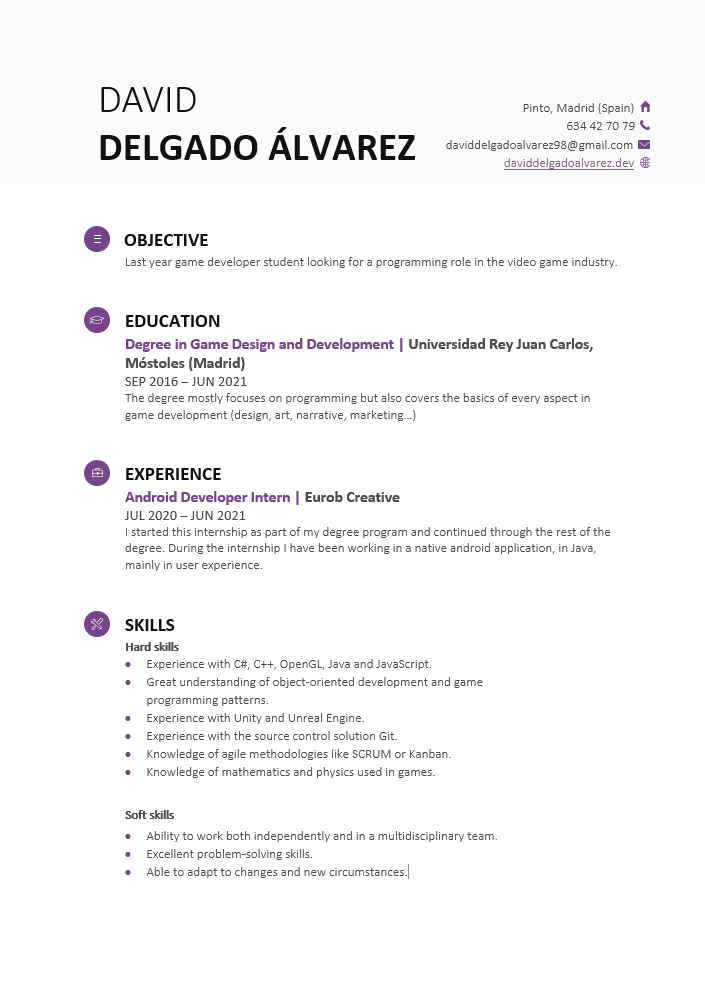 DAVID
DELGADO ÁLVAREZ
Pinto, Madrid (Spain)
634 42 70 79
daviddelgadoalvarez98@gmail.com
daviddelgadoalvarez.dev
OBJECTIVE
Last year game developer student looking for a programming role in the video game industry.
EDUCATION
Degree in Game Design and Development | Universidad Rey Juan Carlos,
Móstoles (Madrid)
SEP 2016 – JUN 2021
The degree mostly focuses on programming but also covers the basics of every aspect in
game development (design, art, narrative, marketing…)
EXPERIENCE
Android Developer Intern | Eurob Creative
JUL 2020 – JUN 2021
I started this internship as part of my degree program and continued through the rest of the
degree. During the internship I have been working in a native android application, in Java,
mainly in user experience.
SKILLS
Hard skills
• Experience with C#, C++, OpenGL, Java and JavaScript.
• Great understanding of object-oriented development and game
programming patterns.
• Experience with Unity and Unreal Engine.
• Experience with the source control solution Git.
• Knowledge of agile methodologies like SCRUM or Kanban.
• Knowledge of mathematics and physics used in games.
Soft skills
• Ability to work both independently and in a multidisciplinary team.
• Excellent problem-solving skills.
• Able to adapt to changes and new circumstances.